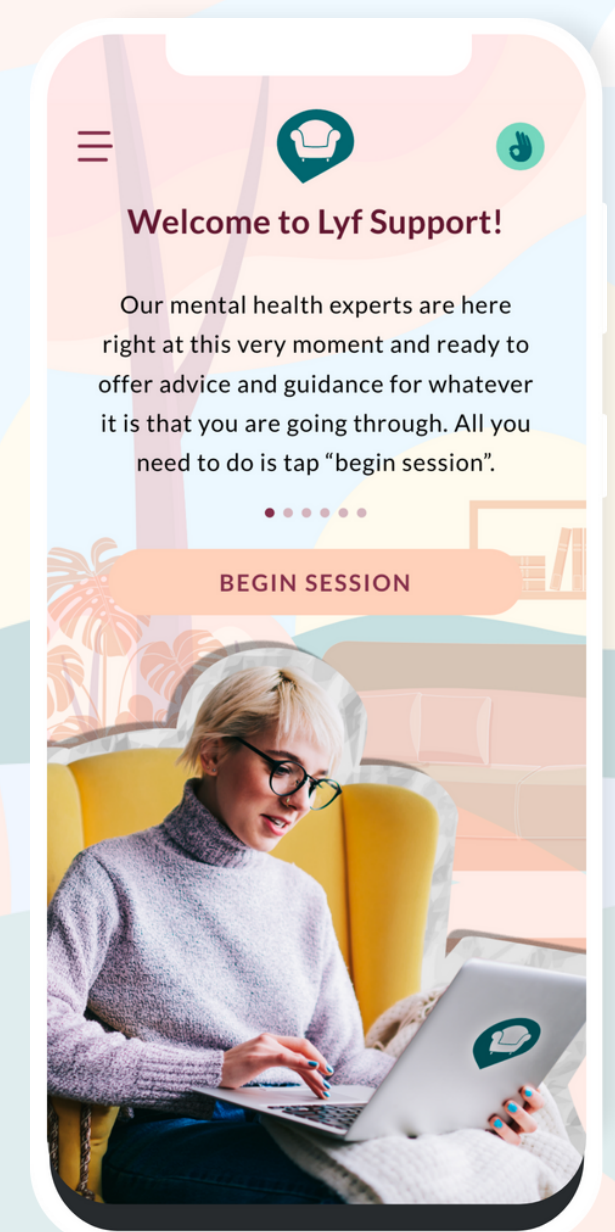 Welcome to Lyf Support!
Our mental health experts are here
right at this very moment and ready to
offer advice and guidance for whatever
it is that you are going through. All you
need to do is tap “begin session”.
BEGIN SESSION